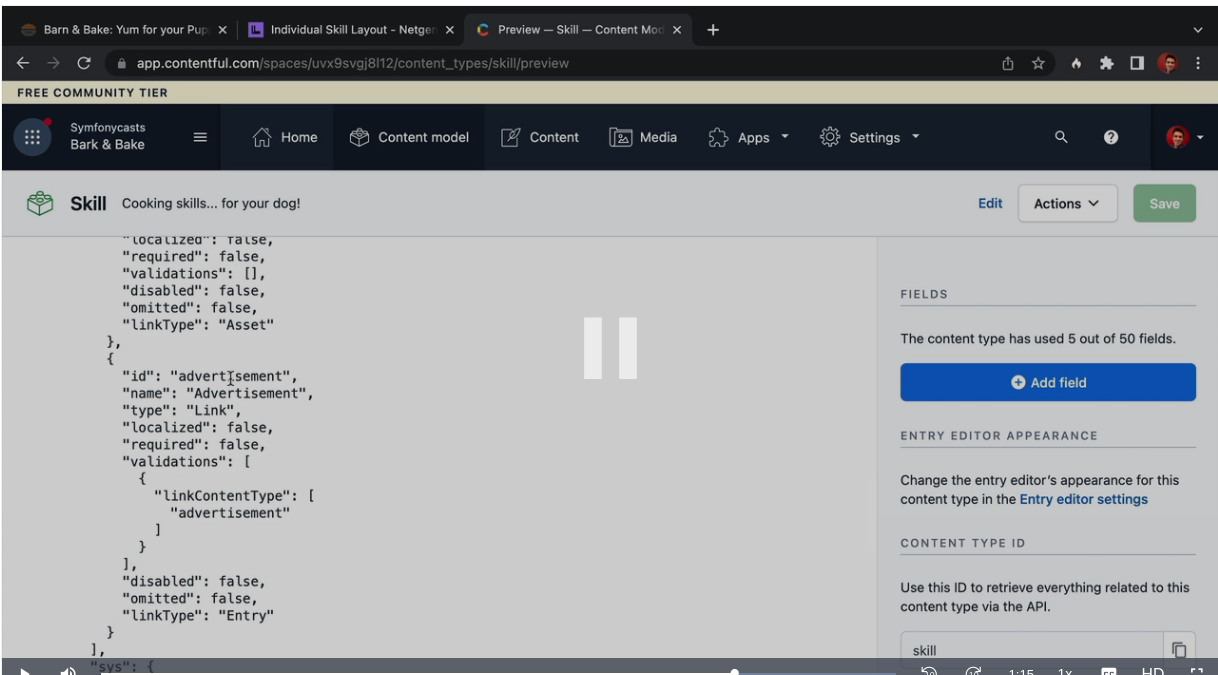 Barn & Bake: Yum for your Pup
Individual Skill Layout - Netgen
Preview — Skill — Content Mod
app.contentful.com/spaces/uvx9svgj8l12/content_types/skill/preview
FREE COMMUNITY TIER
Symfonycasts
Bark & Bake
Home
Content model
Content
Media
Apps
Settings
Skill
Cooking skills... for your dog!
Edit
Actions
Save
"localized": false,
"required": false,
"validations": [],
"disabled": false,
"omitted": false,
"linkType": "Asset"
},
{
"id": "advertisement",
"name": "Advertisement",
"type": "Link",
"localized": false,
"required": false,
"validations": [
{
"linkContentType": [
"advertisement"
]
}
],
"disabled": false,
"omitted": false,
"linkType": "Entry"
}
],
"sys": {
FIELDS
The content type has used 5 out of 50 fields.
Add field
ENTRY EDITOR APPEARANCE
Change the entry editor's appearance for this
content type in the Entry editor settings
CONTENT TYPE ID
Use this ID to retrieve everything related to this
content type via the API.
skill
1:15
1x
CC
HD